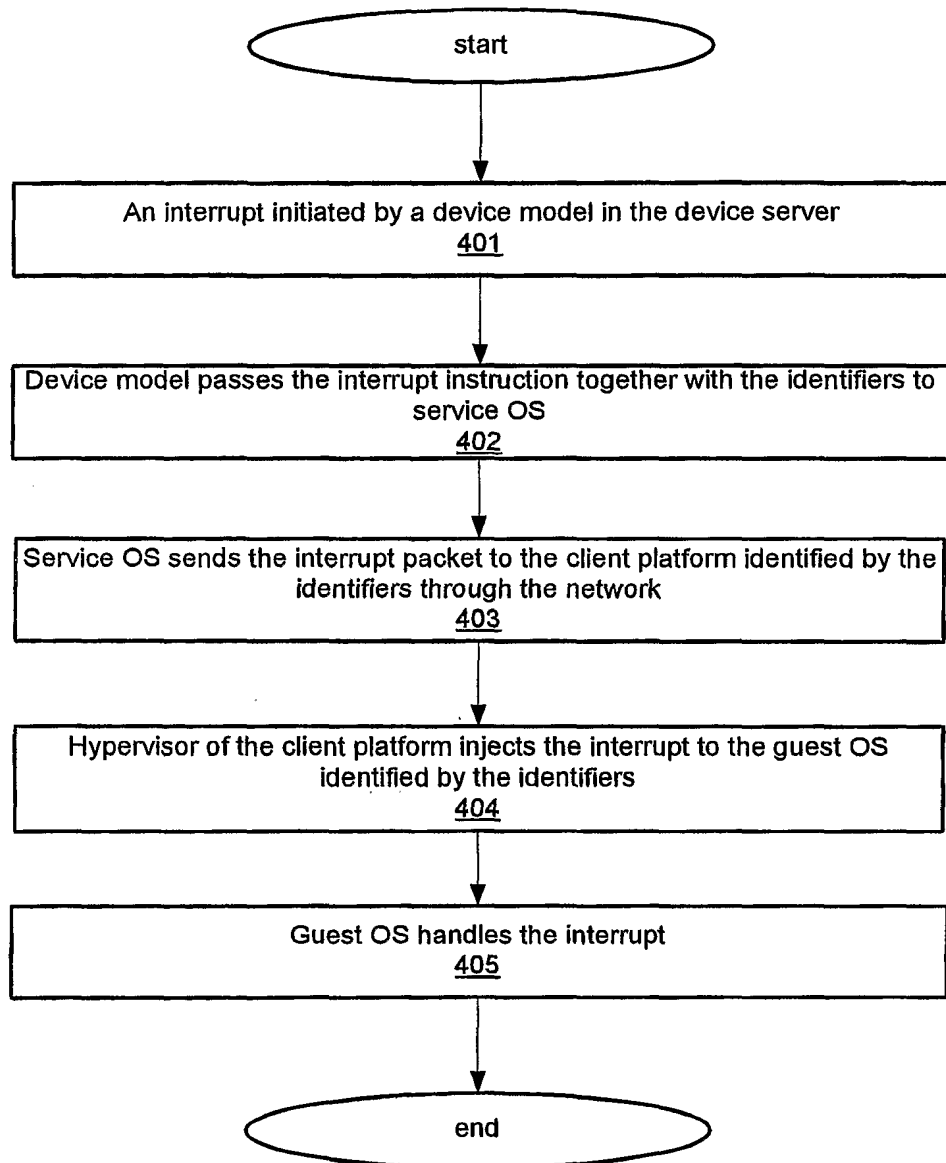 start
An interrupt initiated by a device model in the device server
401
Device model passes the interrupt instruction together with the identifiers to
service OS
402
Service OS sends the interrupt packet to the client platform identified by the
identifiers through the network
403
Hypervisor of the client platform injects the interrupt to the guest OS
identified by the identifiers
404
Guest OS handles the interrupt
405
end